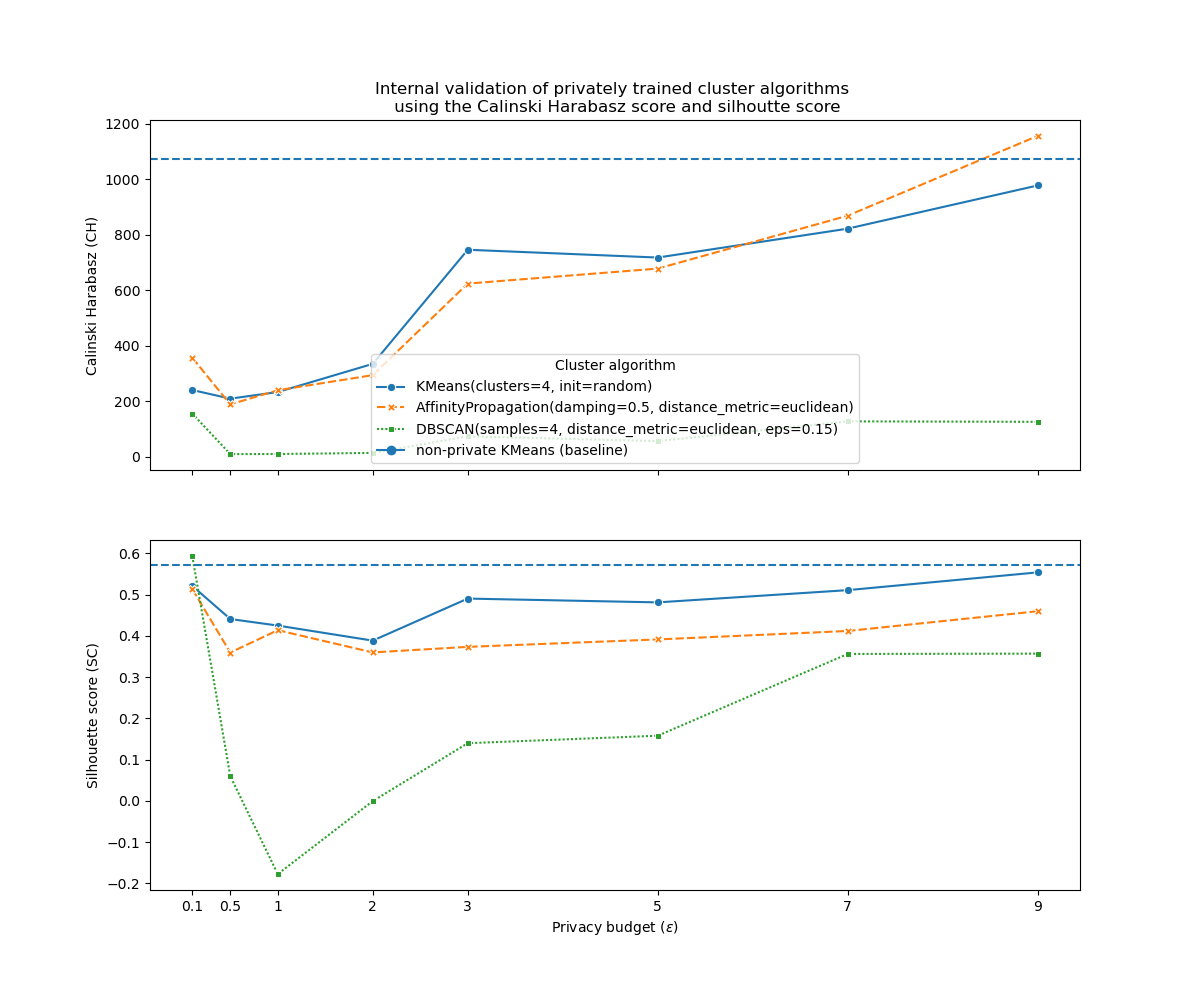 Internal validation of privately trained cluster algorithms
using the Calinski Harabasz score and silhoutte score
1200
1000
800
600
400
200
0
Calinski Harabasz (CH)
Cluster algorithm
KMeans(clusters=4, init=random)
AffinityPropagation(damping=0.5, distance_metric=euclidean)
DBSCAN(samples=4, distance_metric=euclidean, eps=0.15)
non-private KMeans (baseline)
0.6
0.5
0.4
0.3
0.2
0.1
0.0
−0.1
−0.2
Silhouette score (SC)
0.1 0.5 1 2 3 5 7 9
Privacy budget (ε)